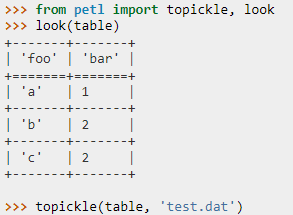 >>> from petl import topickle, look
>>> look(table)
+-------+-------+
| 'foo' | 'bar' |
+=======+=======+
| 'a'   | 1     |
+-------+-------+
| 'b'   | 2     |
+-------+-------+
| 'c'   | 2     |
+-------+-------+

>>> topickle(table, 'test.dat')